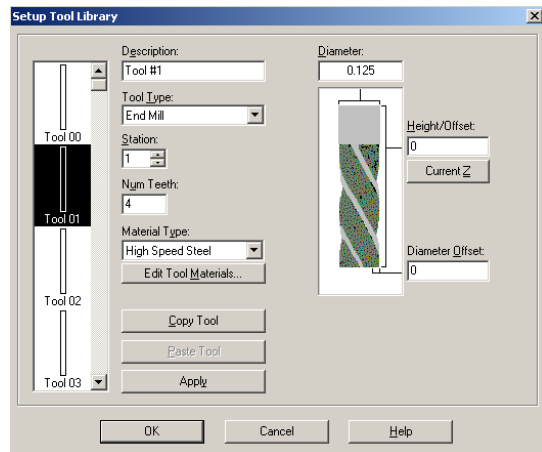 Setup Tool Library
Tool 00
Tool 01
Tool 02
Tool 03
Description:
Tool #1
Tool Type:
End Mill
Station:
1
Num Teeth:
4
Material Type:
High Speed Steel
Edit Tool Materials...
Copy Tool
Paste Tool
Apply
Diameter:
0.125
Height/Offset:
0
Current Z
Diameter Offset:
0
OK
Cancel
Help